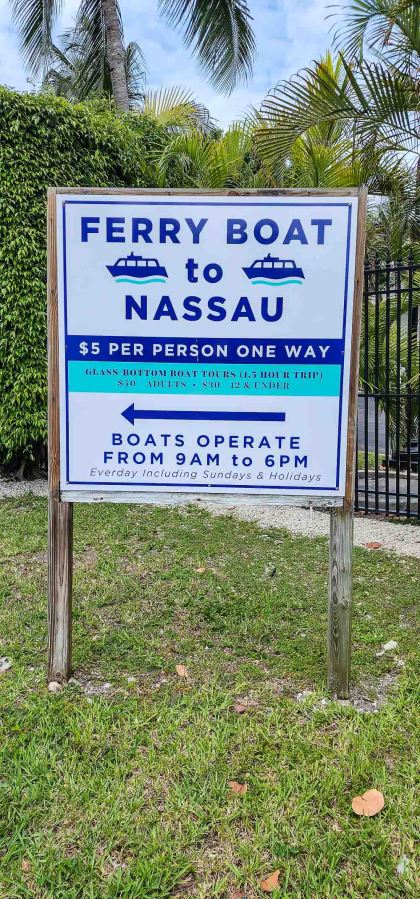 FERRY BOAT
to
NASSAU
$5 PER PERSON ONE WAY
GLASS-BOTTOM BOAT TOURS (1.5 HOUR TRIP)
$50 ADULTS • $30 12 & UNDER
BOATS OPERATE
FROM 9AM to 6PM
Everday Including Sundays & Holidays